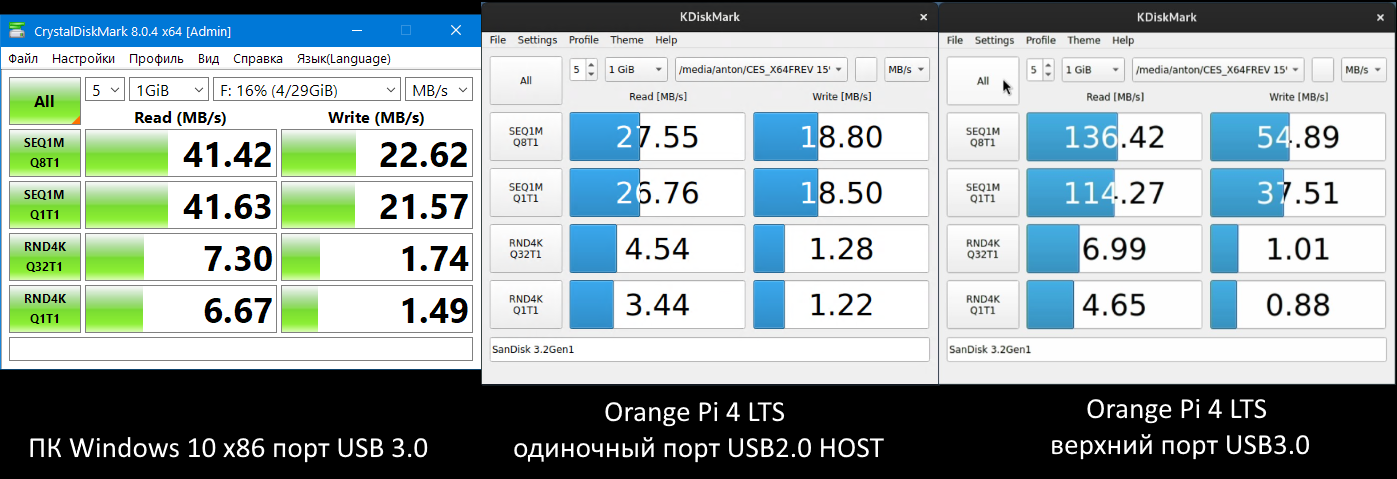 CrystalDiskMark 8.0.4 x64 [Admin]
Файл Настройки Профиль Вид Справка Язык(Language)
All 5 1GiB F: 16% (4/29GiB) MB/s
Read (MB/s) Write (MB/s)
SEQ1M
Q8T1
41.42 22.62
SEQ1M
Q1T1
41.63 21.57
RND4K
Q32T1
7.30 1.74
RND4K
Q1T1
6.67 1.49
ПК Windows 10 x86 порт USB 3.0
KDiskMark
File Settings Profile Theme Help
All 5 1 GiB /media/anton/CES_X64FREV 15' MB/s
Read [MB/s] Write [MB/s]
SEQ1M
Q8T1
27.55 18.80
SEQ1M
Q1T1
26.76 18.50
RND4K
Q32T1
4.54 1.28
RND4K
Q1T1
3.44 1.22
SanDisk 3.2Gen1
Orange Pi 4 LTS
одиночный порт USB2.0 HOST
KDiskMark
File Settings Profile Theme Help
All 5 1 GiB /media/anton/CES_X64FREV 15' MB/s
Read [MB/s] Write [MB/s]
SEQ1M
Q8T1
136.42 54.89
SEQ1M
Q1T1
114.27 37.51
RND4K
Q32T1
6.99 1.01
RND4K
Q1T1
4.65 0.88
SanDisk 3.2Gen1
Orange Pi 4 LTS
верхний порт USB3.0